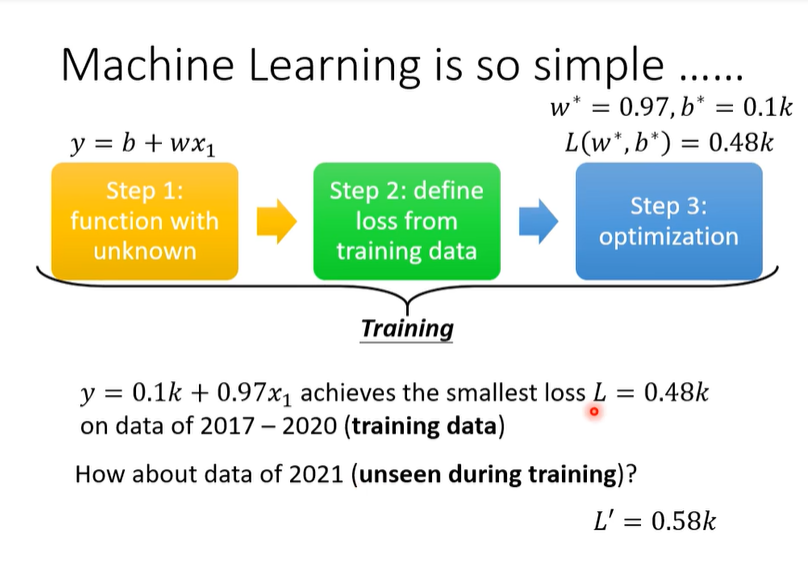 Machine Learning is so simple ……
w* = 0.97, b* = 0.1k
y = b + wx₁
L(w*, b*) = 0.48k
Step 1:
function with
unknown
Step 2: define
loss from
training data
Step 3:
optimization
Training
y = 0.1k + 0.97x₁ achieves the smallest loss L = 0.48k
on data of 2017 – 2020 (training data)
How about data of 2021 (unseen during training)?
L′ = 0.58k